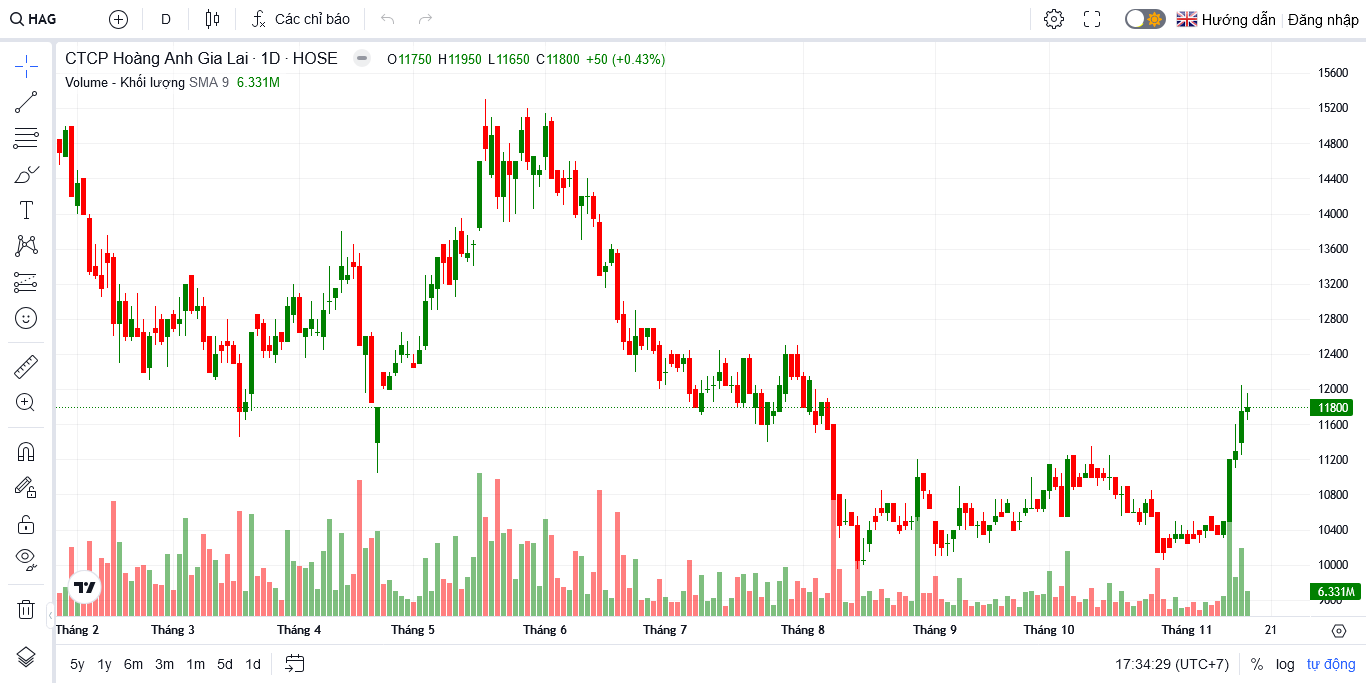 HAG D Các chỉ báo Hướng dẫn Đăng nhập
CTCP Hoàng Anh Gia Lai · 1D · HOSE O11750 H11950 L11650 C11800 +50 (+0.43%)
Volume - Khối lượng SMA 9 6.331M
15600
15200
14800
14400
14000
13600
13200
12800
12400
12000
11800
11600
11200
10800
10400
10000
6.331M
Tháng 2 Tháng 3 Tháng 4 Tháng 5 Tháng 6 Tháng 7 Tháng 8 Tháng 9 Tháng 10 Tháng 11 21
5y 1y 6m 3m 1m 5d 1d 17:34:29 (UTC+7) % log tự động